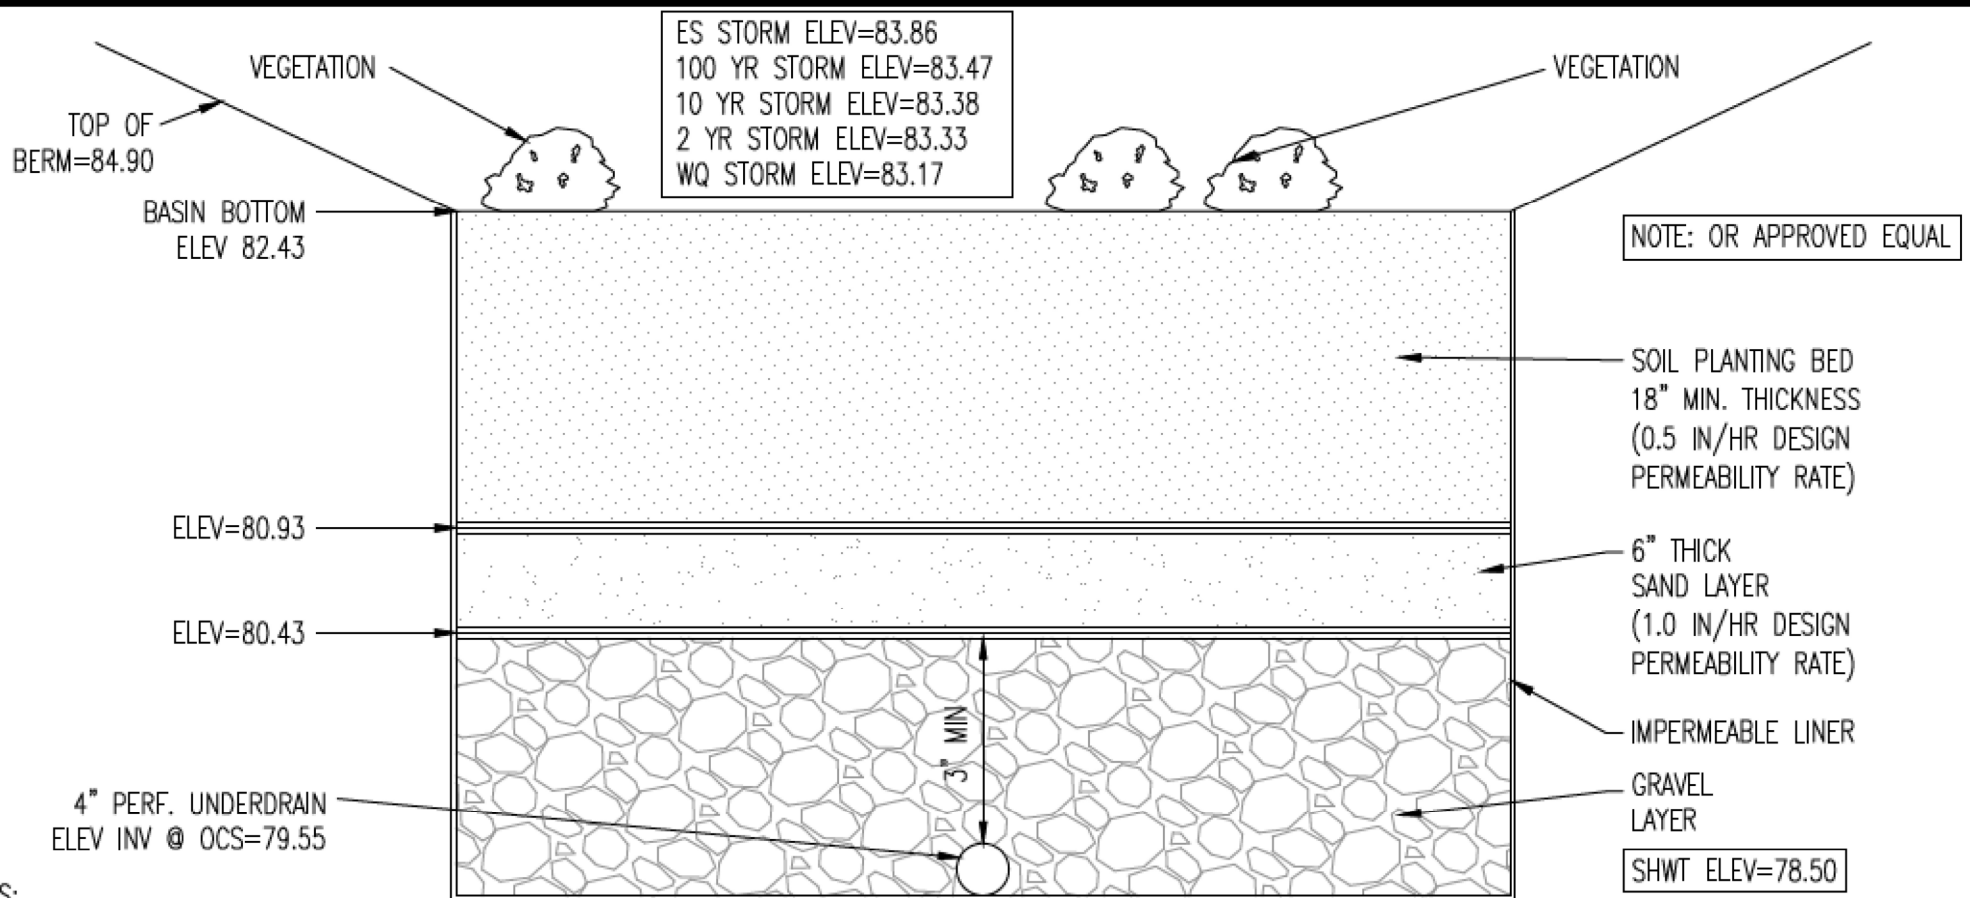 ES STORM ELEV=83.86
100 YR STORM ELEV=83.47
10 YR STORM ELEV=83.38
2 YR STORM ELEV=83.33
WQ STORM ELEV=83.17
VEGETATION
VEGETATION
TOP OF
BERM=84.90
BASIN BOTTOM
ELEV 82.43
NOTE: OR APPROVED EQUAL
SOIL PLANTING BED
18" MIN. THICKNESS
(0.5 IN/HR DESIGN
PERMEABILITY RATE)
ELEV=80.93
6" THICK
SAND LAYER
(1.0 IN/HR DESIGN
PERMEABILITY RATE)
ELEV=80.43
3" MIN
IMPERMEABLE LINER
GRAVEL
LAYER
4" PERF. UNDERDRAIN
ELEV INV @ OCS=79.55
SHWT ELEV=78.50